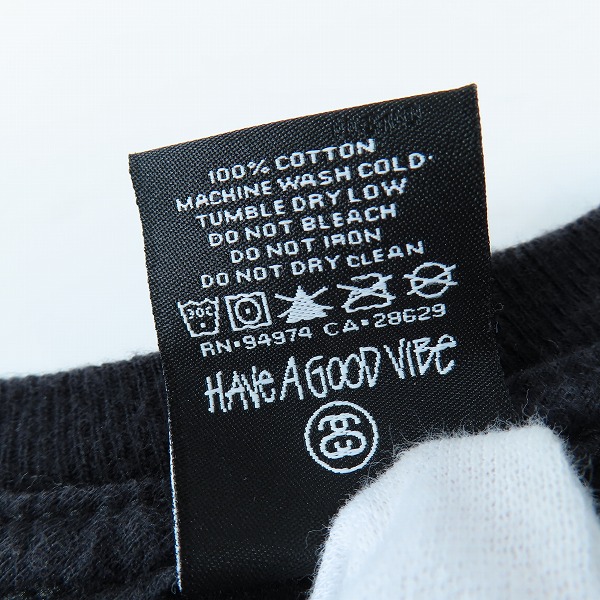 100% COTTON
MACHINE WASH COLD
TUMBLE DRY LOW
DO NOT BLEACH
DO NOT IRON
DO NOT DRY CLEAN
30C
RN•94974 CA•28629
HAVE A GOOD VIBE